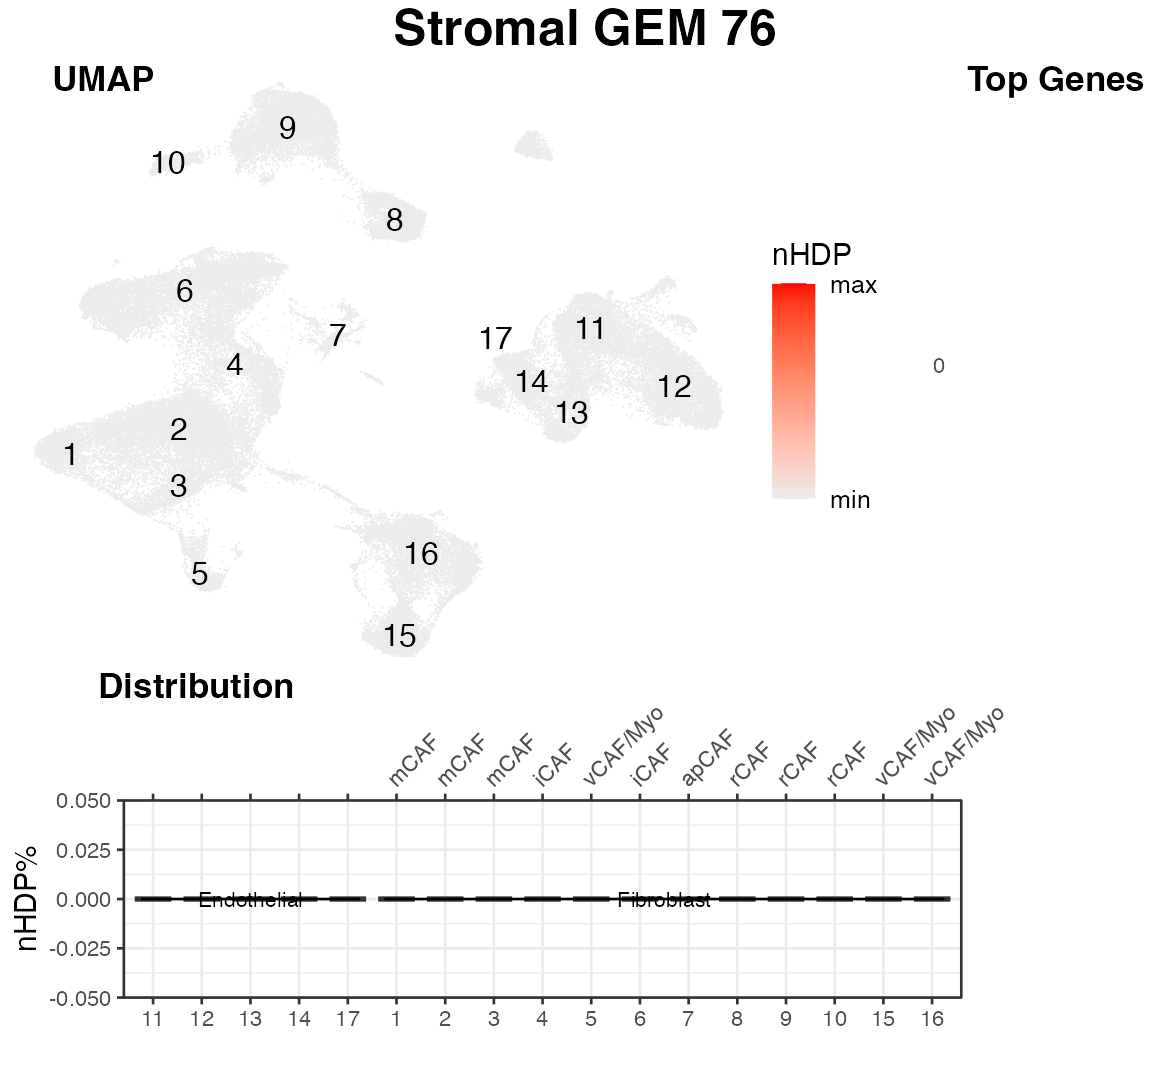 Stromal GEM 76
UMAP
Top Genes
9
10
8
6
7
4
2
1
3
5
16
15
17
11
14
12
13
nHDP
max
min
0
Distribution
mCAF mCAF mCAF iCAF vCAF/Myo iCAF apCAF rCAF rCAF rCAF vCAF/Myo vCAF/Myo
nHDP%
0.050
0.025
0.000
-0.025
-0.050
Endothelial Fibroblast
11 12 13 14 17 1 2 3 4 5 6 7 8 9 10 15 16